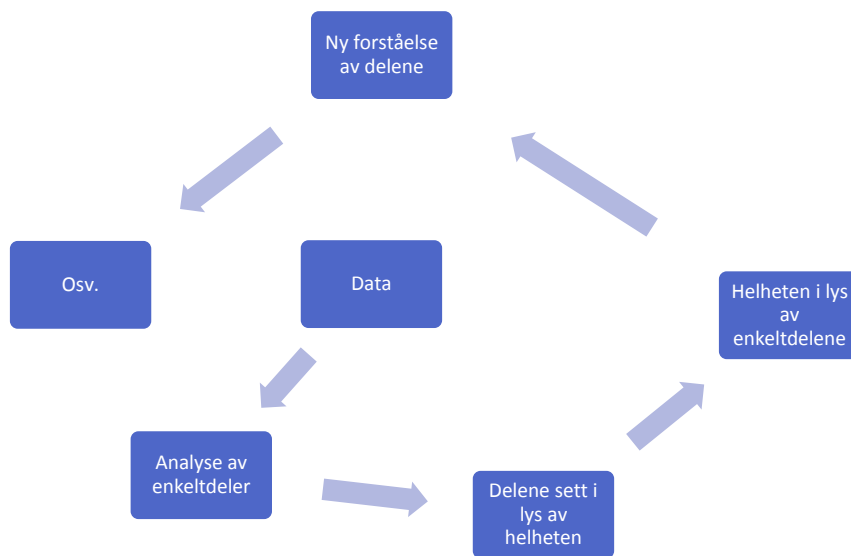 Ny forståelse
av delene
Osv.
Data
Helheten i lys
av
enkeltdelene
Analyse av
enkeltdeler
Delene sett i
lys av
helheten